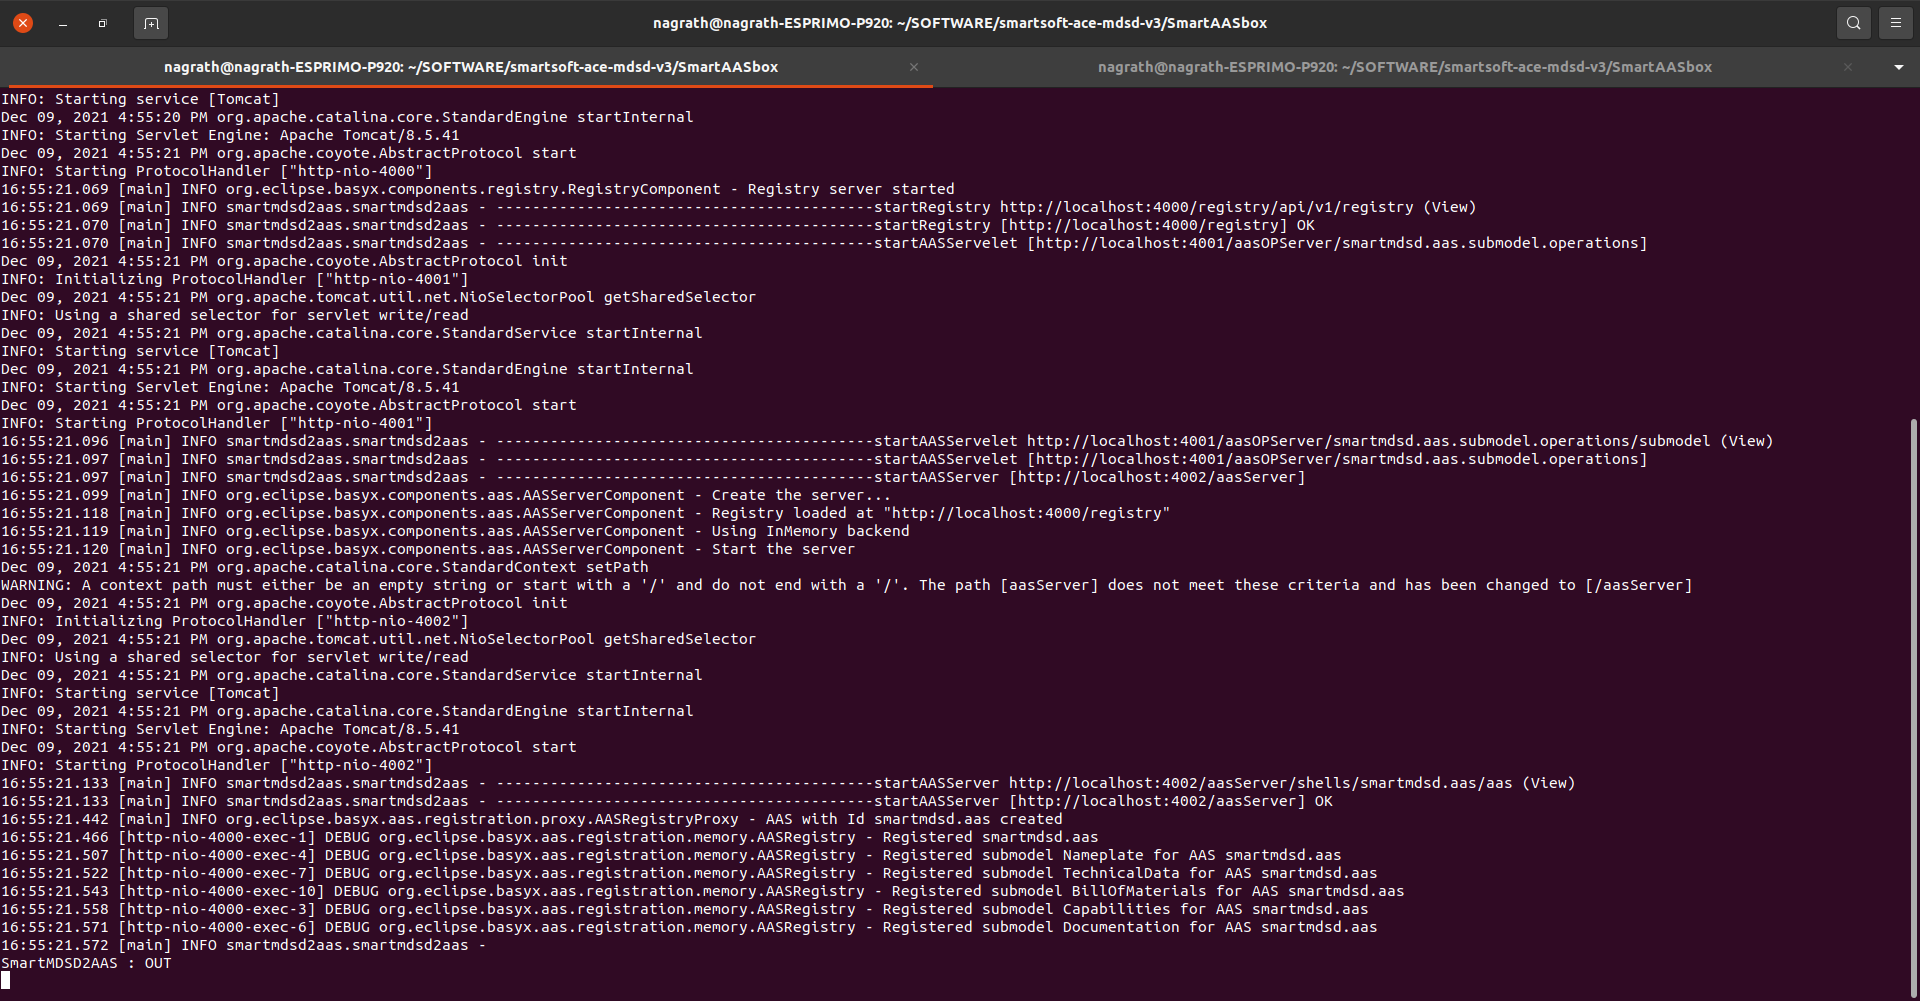 nagrath@nagrath-ESPRIMO-P920: ~/SOFTWARE/smartsoft-ace-mdsd-v3/SmartAASbox
nagrath@nagrath-ESPRIMO-P920: ~/SOFTWARE/smartsoft-ace-mdsd-v3/SmartAASbox
nagrath@nagrath-ESPRIMO-P920: ~/SOFTWARE/smartsoft-ace-mdsd-v3/SmartAASbox
INFO: Starting service [Tomcat]
Dec 09, 2021 4:55:20 PM org.apache.catalina.core.StandardEngine startInternal
INFO: Starting Servlet Engine: Apache Tomcat/8.5.41
Dec 09, 2021 4:55:21 PM org.apache.coyote.AbstractProtocol start
INFO: Starting ProtocolHandler ["http-nio-4000"]
16:55:21.069 [main] INFO org.eclipse.basyx.components.registry.RegistryComponent - Registry server started
16:55:21.069 [main] INFO smartmdsd2aas.smartmdsd2aas - ------------------------------------------startRegistry http://localhost:4000/registry/api/v1/registry (View)
16:55:21.070 [main] INFO smartmdsd2aas.smartmdsd2aas - ------------------------------------------startRegistry [http://localhost:4000/registry] OK
16:55:21.070 [main] INFO smartmdsd2aas.smartmdsd2aas - ------------------------------------------startAASServelet [http://localhost:4001/aasOPServer/smartmdsd.aas.submodel.operations]
Dec 09, 2021 4:55:21 PM org.apache.coyote.AbstractProtocol init
INFO: Initializing ProtocolHandler ["http-nio-4001"]
Dec 09, 2021 4:55:21 PM org.apache.tomcat.util.net.NioSelectorPool getSharedSelector
INFO: Using a shared selector for servlet write/read
Dec 09, 2021 4:55:21 PM org.apache.catalina.core.StandardService startInternal
INFO: Starting service [Tomcat]
Dec 09, 2021 4:55:21 PM org.apache.catalina.core.StandardEngine startInternal
INFO: Starting Servlet Engine: Apache Tomcat/8.5.41
Dec 09, 2021 4:55:21 PM org.apache.coyote.AbstractProtocol start
INFO: Starting ProtocolHandler ["http-nio-4001"]
16:55:21.096 [main] INFO smartmdsd2aas.smartmdsd2aas - ------------------------------------------startAASServelet http://localhost:4001/aasOPServer/smartmdsd.aas.submodel.operations/submodel (View)
16:55:21.097 [main] INFO smartmdsd2aas.smartmdsd2aas - ------------------------------------------startAASServelet [http://localhost:4001/aasOPServer/smartmdsd.aas.submodel.operations]
16:55:21.097 [main] INFO smartmdsd2aas.smartmdsd2aas - ------------------------------------------startAASServer [http://localhost:4002/aasServer]
16:55:21.099 [main] INFO org.eclipse.basyx.components.aas.AASServerComponent - Create the server...
16:55:21.118 [main] INFO org.eclipse.basyx.components.aas.AASServerComponent - Registry loaded at "http://localhost:4000/registry"
16:55:21.119 [main] INFO org.eclipse.basyx.components.aas.AASServerComponent - Using InMemory backend
16:55:21.120 [main] INFO org.eclipse.basyx.components.aas.AASServerComponent - Start the server
Dec 09, 2021 4:55:21 PM org.apache.catalina.core.StandardContext setPath
WARNING: A context path must either be an empty string or start with a '/' and do not end with a '/'. The path [aasServer] does not meet these criteria and has been changed to [/aasServer]
Dec 09, 2021 4:55:21 PM org.apache.coyote.AbstractProtocol init
INFO: Initializing ProtocolHandler ["http-nio-4002"]
Dec 09, 2021 4:55:21 PM org.apache.tomcat.util.net.NioSelectorPool getSharedSelector
INFO: Using a shared selector for servlet write/read
Dec 09, 2021 4:55:21 PM org.apache.catalina.core.StandardService startInternal
INFO: Starting service [Tomcat]
Dec 09, 2021 4:55:21 PM org.apache.catalina.core.StandardEngine startInternal
INFO: Starting Servlet Engine: Apache Tomcat/8.5.41
Dec 09, 2021 4:55:21 PM org.apache.coyote.AbstractProtocol start
INFO: Starting ProtocolHandler ["http-nio-4002"]
16:55:21.133 [main] INFO smartmdsd2aas.smartmdsd2aas - ------------------------------------------startAASServer http://localhost:4002/aasServer/shells/smartmdsd.aas/aas (View)
16:55:21.133 [main] INFO smartmdsd2aas.smartmdsd2aas - ------------------------------------------startAASServer [http://localhost:4002/aasServer] OK
16:55:21.442 [main] INFO org.eclipse.basyx.aas.registration.proxy.AASRegistryProxy - AAS with Id smartmdsd.aas created
16:55:21.466 [http-nio-4000-exec-1] DEBUG org.eclipse.basyx.aas.registration.memory.AASRegistry - Registered smartmdsd.aas
16:55:21.507 [http-nio-4000-exec-4] DEBUG org.eclipse.basyx.aas.registration.memory.AASRegistry - Registered submodel Nameplate for AAS smartmdsd.aas
16:55:21.522 [http-nio-4000-exec-7] DEBUG org.eclipse.basyx.aas.registration.memory.AASRegistry - Registered submodel TechnicalData for AAS smartmdsd.aas
16:55:21.543 [http-nio-4000-exec-10] DEBUG org.eclipse.basyx.aas.registration.memory.AASRegistry - Registered submodel BillOfMaterials for AAS smartmdsd.aas
16:55:21.558 [http-nio-4000-exec-3] DEBUG org.eclipse.basyx.aas.registration.memory.AASRegistry - Registered submodel Capabilities for AAS smartmdsd.aas
16:55:21.571 [http-nio-4000-exec-6] DEBUG org.eclipse.basyx.aas.registration.memory.AASRegistry - Registered submodel Documentation for AAS smartmdsd.aas
16:55:21.572 [main] INFO smartmdsd2aas.smartmdsd2aas -
SmartMDSD2AAS : OUT